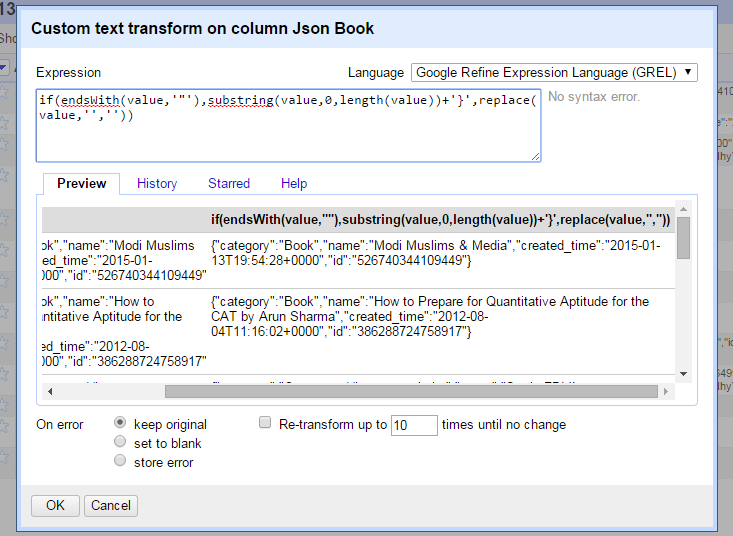 13
Sho
Custom text transform on column Json Book
Expression
Language Google Refine Expression Language (GREL)
if(endsWith(value,'"'),substring(value,0,length(value))+'}',replace(
value,'',''))
No syntax error.
Preview History Starred Help
if(endsWith(value,'"'),substring(value,0,length(value))+'}',replace(value,'',''))
ok","name":"Modi Muslims
ed_time":"2015-01-
000","id":"526740344109449"
{"category":"Book","name":"Modi Muslims & Media","created_time":"2015-01-
13T19:54:28+0000","id":"526740344109449"}
ok","name":"How to
ntitative Aptitude for the
ed_time":"2012-08-
000","id":"386288724758917"
{"category":"Book","name":"How to Prepare for Quantitative Aptitude for the
CAT by Arun Sharma","created_time":"2012-08-
04T11:16:02+0000","id":"386288724758917"}
On error
keep original
set to blank
store error
Re-transform up to 10 times until no change
OK Cancel